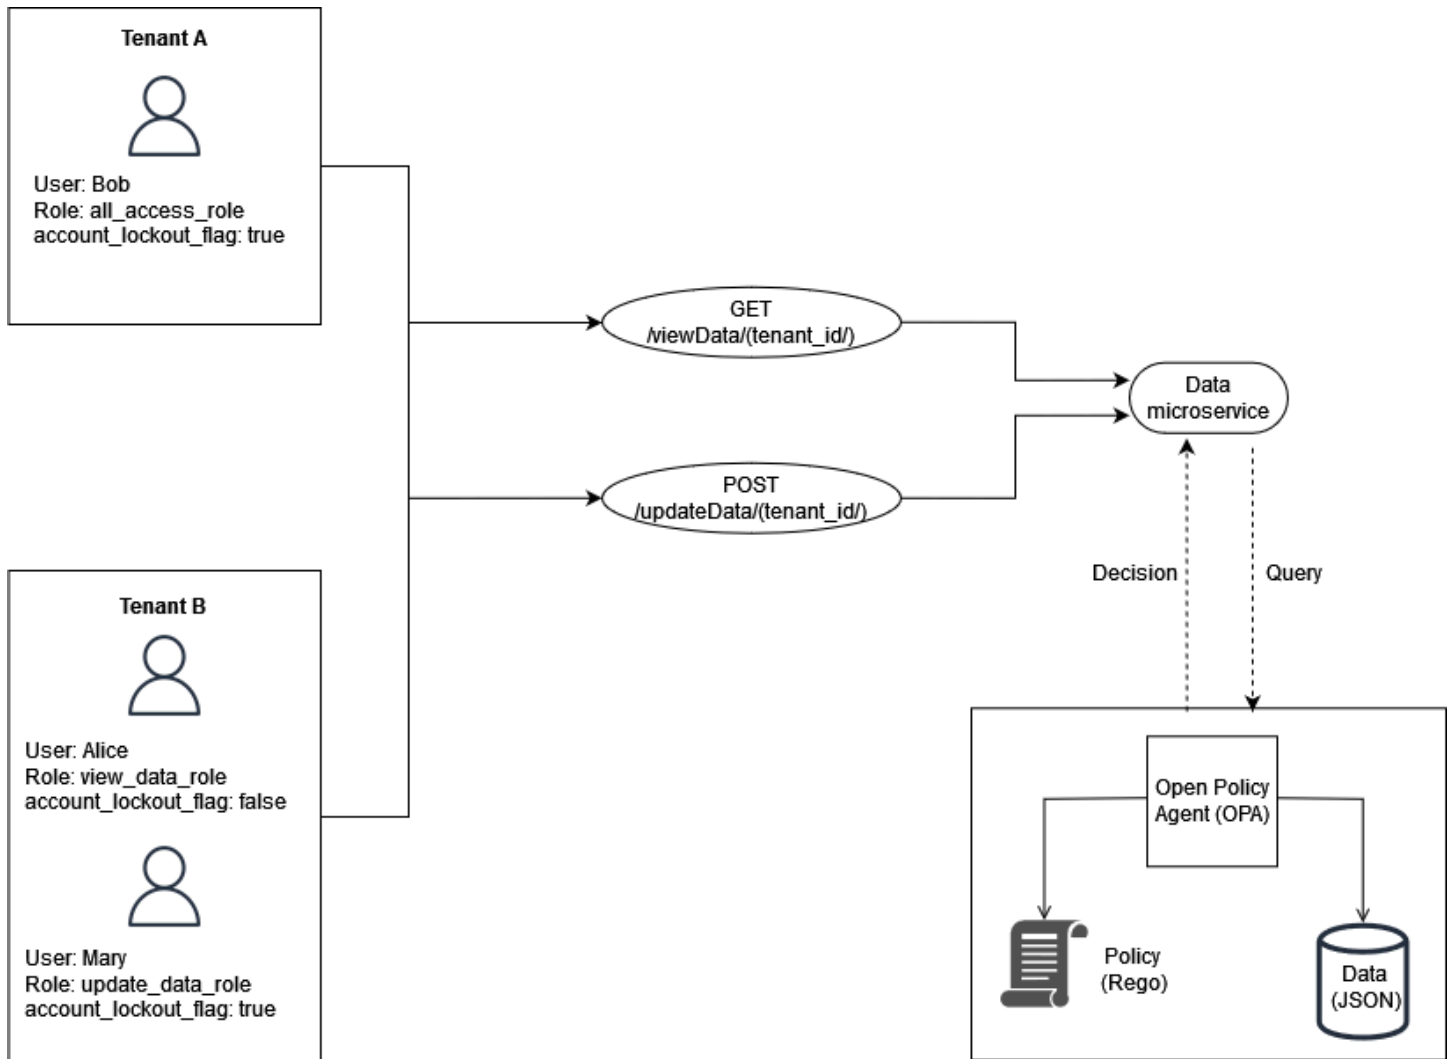 Tenant A
User: Bob
Role: all_access_role
account_lockout_flag: true
GET
/viewData/(tenant_id/)
Data
microservice
POST
/updateData/(tenant_id/)
Decision
Query
Tenant B
User: Alice
Role: view_data_role
account_lockout_flag: false
User: Mary
Role: update_data_role
account_lockout_flag: true
Open Policy
Agent (OPA)
Policy
(Rego)
Data
(JSON)